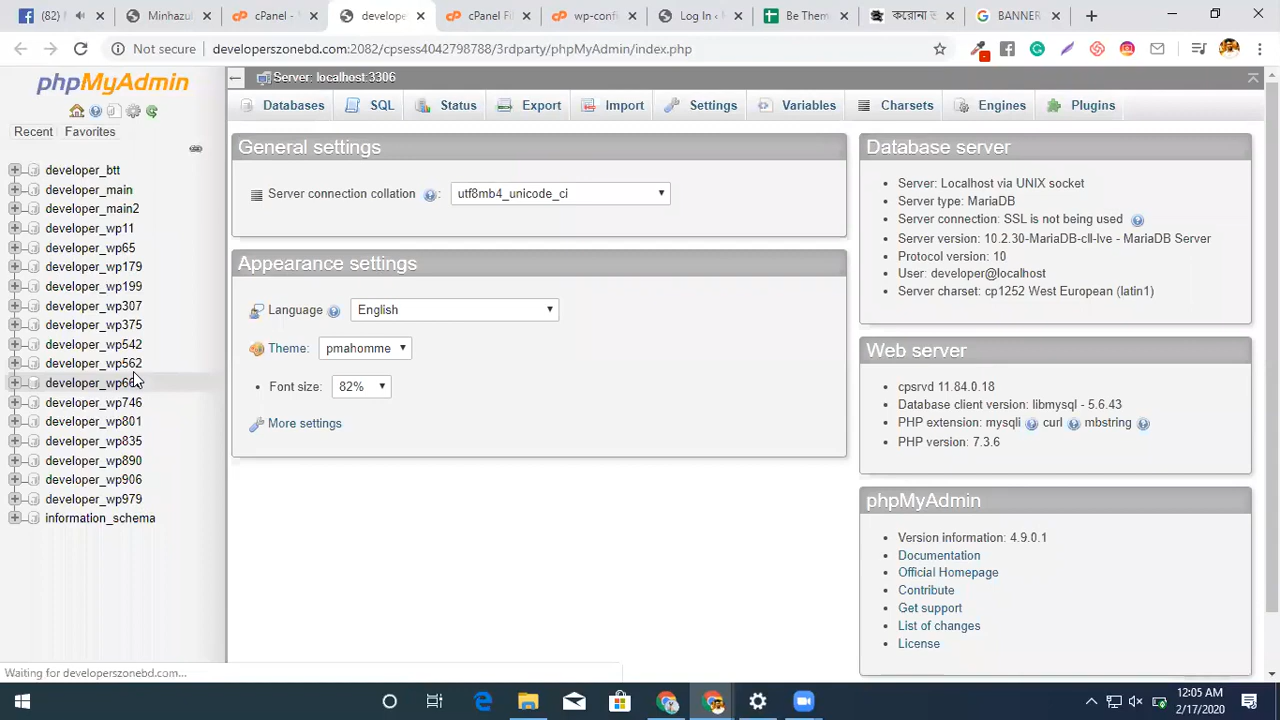 (82)
Minhazul
cPanel -
develope
cPanel Fi
wp-confi
Log In ‹
Be Them
করোনা
BANNER
Not secure
developerszonebd.com:2082/cpsess4042798788/3rdparty/phpMyAdmin/index.php
phpMyAdmin
Recent Favorites
developer_btt
developer_main
developer_main2
developer_wp11
developer_wp65
developer_wp179
developer_wp199
developer_wp307
developer_wp375
developer_wp542
developer_wp562
developer_wp746
developer_wp801
developer_wp835
developer_wp890
developer_wp906
developer_wp979
information_schema
Server: localhost:3306
Databases SQL Status Export Import Settings Variables Charsets Engines Plugins
General settings
Server connection collation : utf8mb4_unicode_ci
Appearance settings
Language English
Theme: pmahomme
Font size: 82%
More settings
Database server
Server: Localhost via UNIX socket
Server type: MariaDB
Server connection: SSL is not being used
Server version: 10.2.30-MariaDB-cll-lve - MariaDB Server
Protocol version: 10
User: developer@localhost
Server charset: cp1252 West European (latin1)
Web server
cpsrvd 11.84.0.18
Database client version: libmysql - 5.6.43
PHP extension: mysqli curl mbstring
PHP version: 7.3.6
phpMyAdmin
Version information: 4.9.0.1
Documentation
Official Homepage
Contribute
Get support
List of changes
License
Waiting for developerszonebd.com...
12:05 AM
2/17/2020